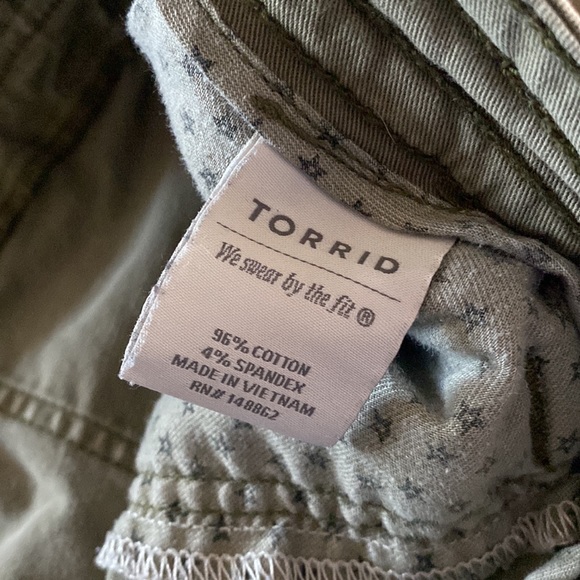 TORRID
We swear by the fit®
96% COTTON
4% SPANDEX
MADE IN VIETNAM
RN# 148862